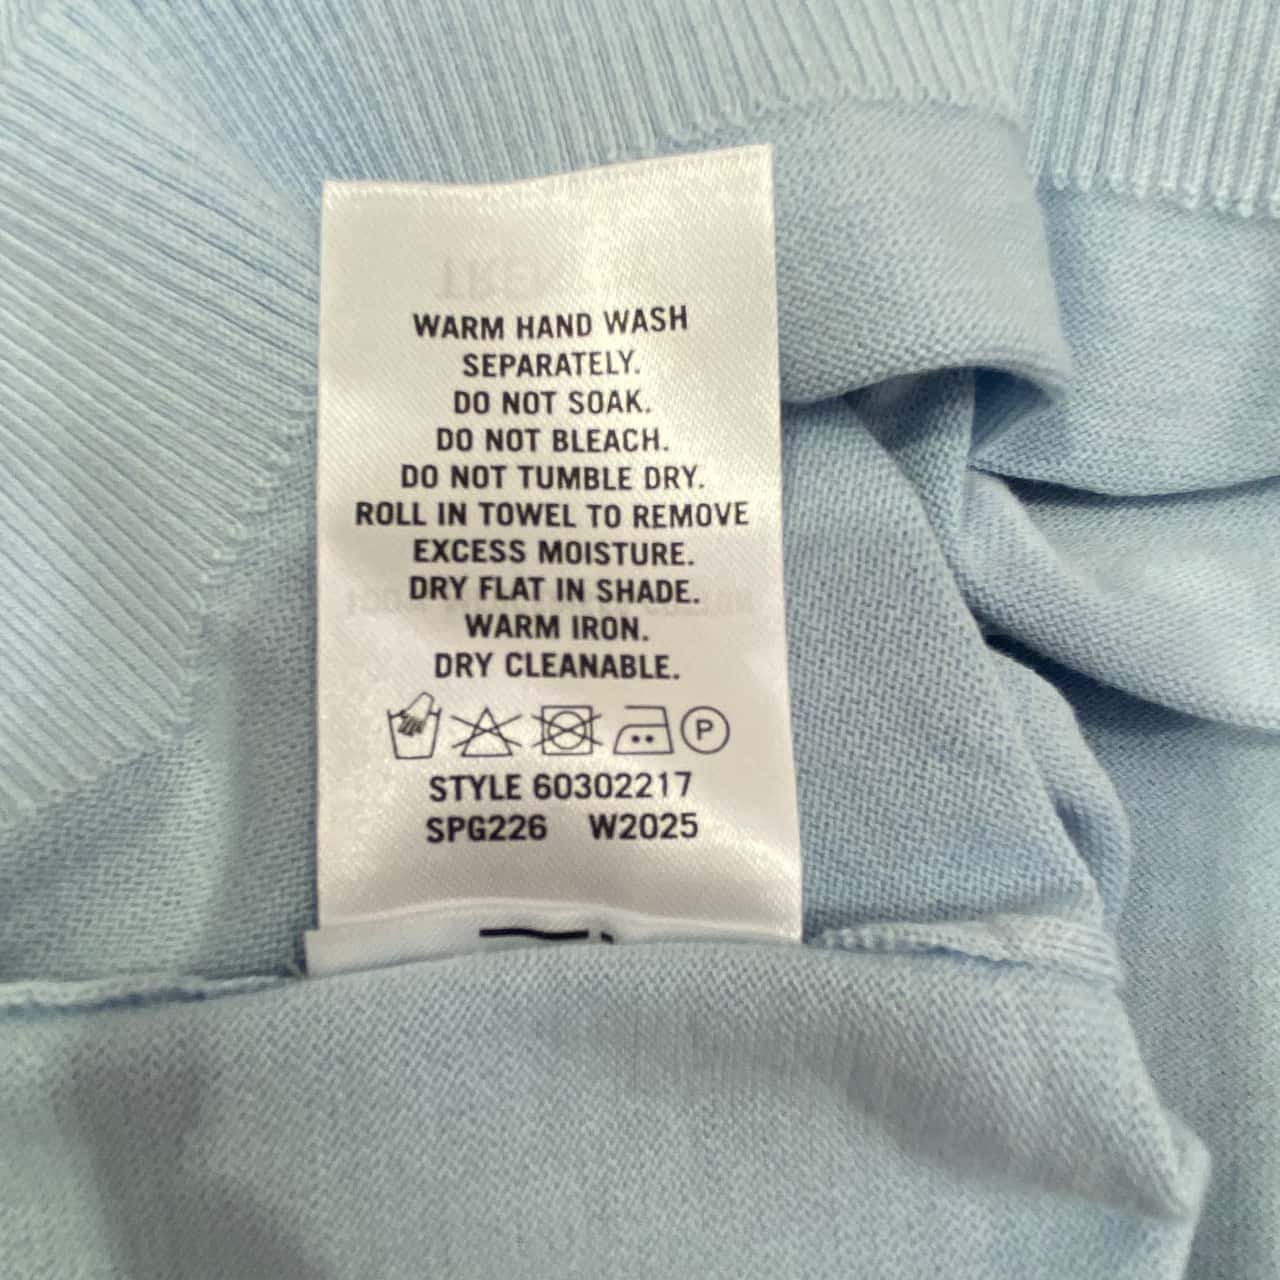 WARM HAND WASH
SEPARATELY.
DO NOT SOAK.
DO NOT BLEACH.
DO NOT TUMBLE DRY.
ROLL IN TOWEL TO REMOVE
EXCESS MOISTURE.
DRY FLAT IN SHADE.
WARM IRON.
DRY CLEANABLE.
P
STYLE 60302217
SPG226 W2025